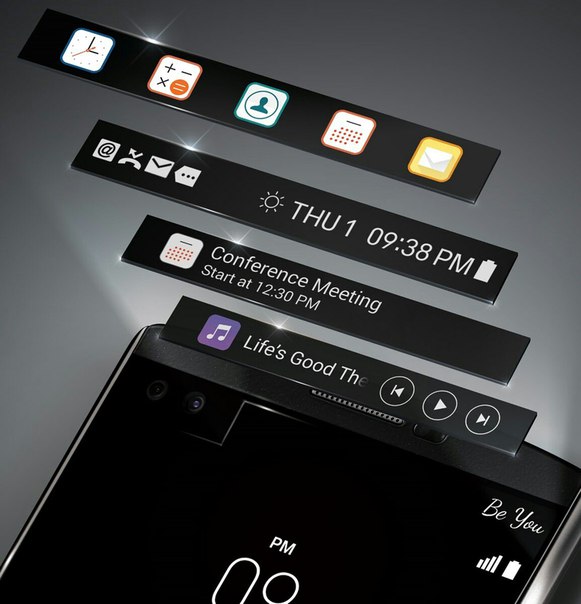 THU 1 09:38 PM
Conference Meeting
Start at 12:30 PM
Life's Good The
Be You
PM